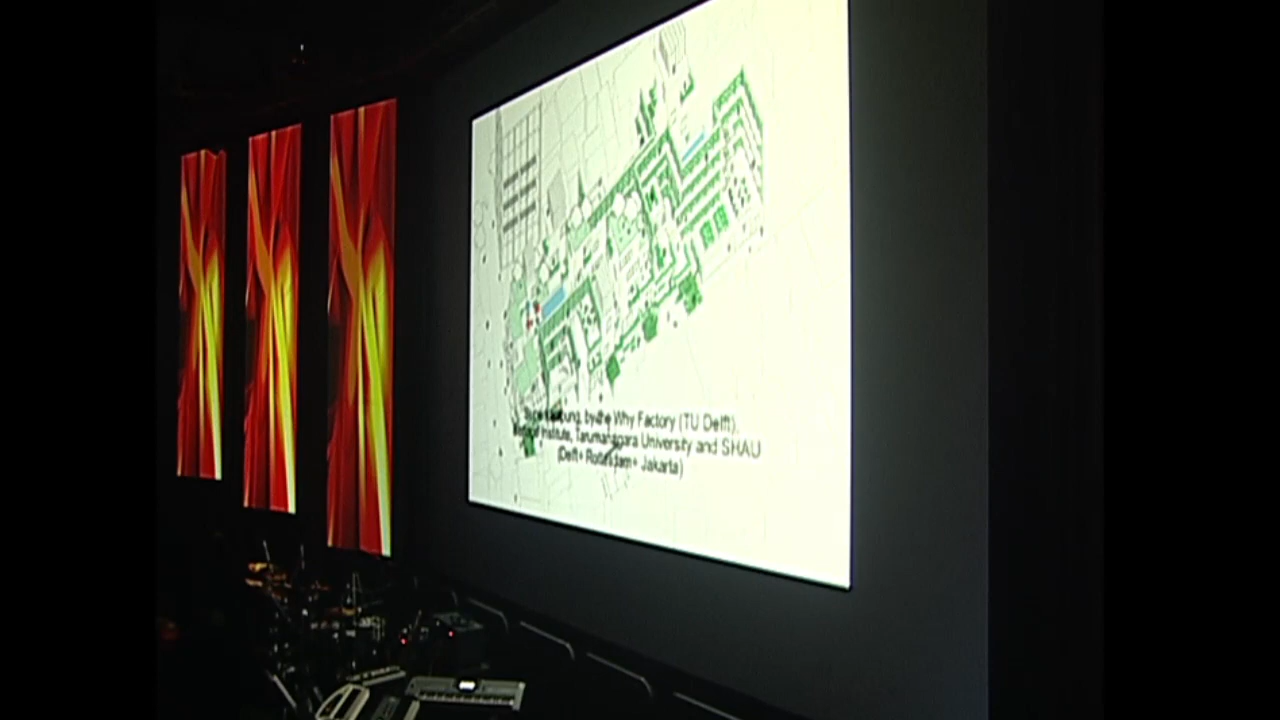 by the Why Factory (TU Delft),
Institute, Tarumanagara University and SHAU
(Delft+ Rotterdam+ Jakarta)